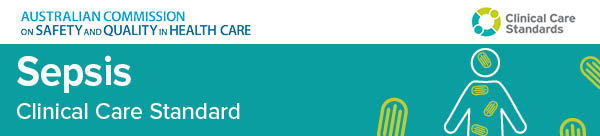 AUSTRALIAN COMMISSION
ON SAFETY AND QUALITY IN HEALTH CARE
Clinical Care
Standards
Sepsis
Clinical Care Standard